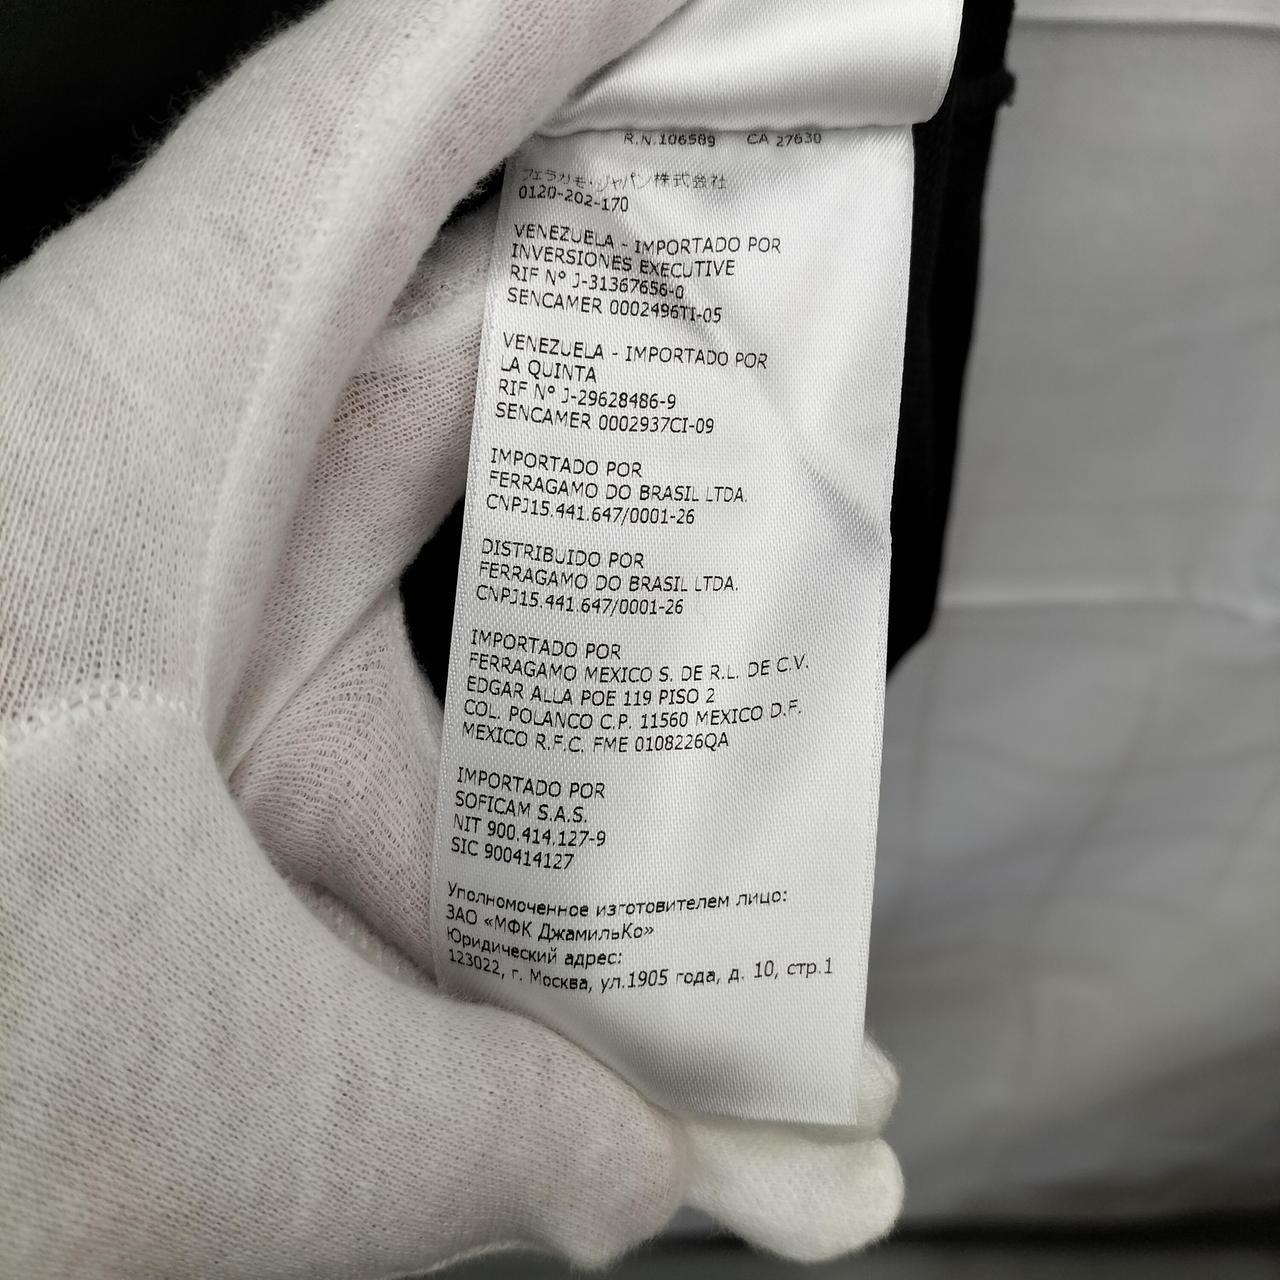 R.N.106589 CA 27630
フェラガモ・ジャパン株式会社
0120-202-170
VENEZUELA - IMPORTADO POR
INVERSIONES EXECUTIVE
RIF Nº J-31367656-0
SENCAMER 0002496TI-05
VENEZUELA - IMPORTADO POR
LA QUINTA
RIF Nº J-29628486-9
SENCAMER 0002937CI-09
IMPORTADO POR
FERRAGAMO DO BRASIL LTDA.
CNPJ15.441.647/0001-26
DISTRIBUIDO POR
FERRAGAMO DO BRASIL LTDA.
CNPJ15.441.647/0001-26
IMPORTADO POR
FERRAGAMO MEXICO S. DE R.L. DE C.V.
EDGAR ALLA POE 119 PISO 2
COL. POLANCO C.P. 11560 MEXICO D.F.
MEXICO R.F.C. FME 0108226QA
IMPORTADO POR
SOFICAM S.A.S.
NIT 900.414.127-9
SIC 900414127
Уполномоченное изготовителем лицо:
ЗАО «МФК ДжамильКо»
Юридический адрес:
123022, г. Москва, ул.1905 года, д. 10, стр.1